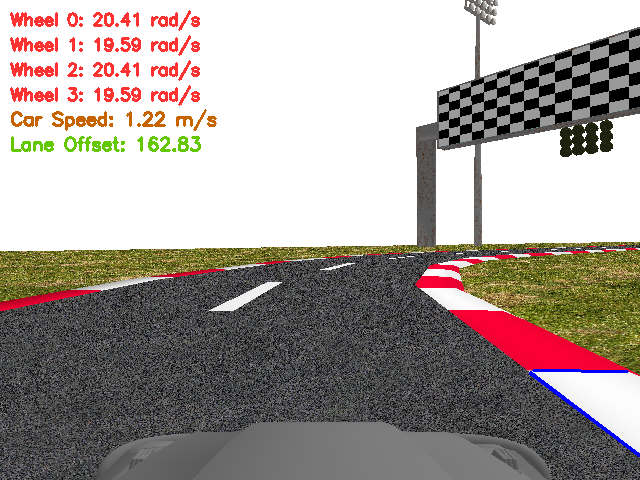 Wheel 0: 20.41 rad/s
Wheel 1: 19.59 rad/s
Wheel 2: 20.41 rad/s
Wheel 3: 19.59 rad/s
Car Speed: 1.22 m/s
Lane Offset: 162.83